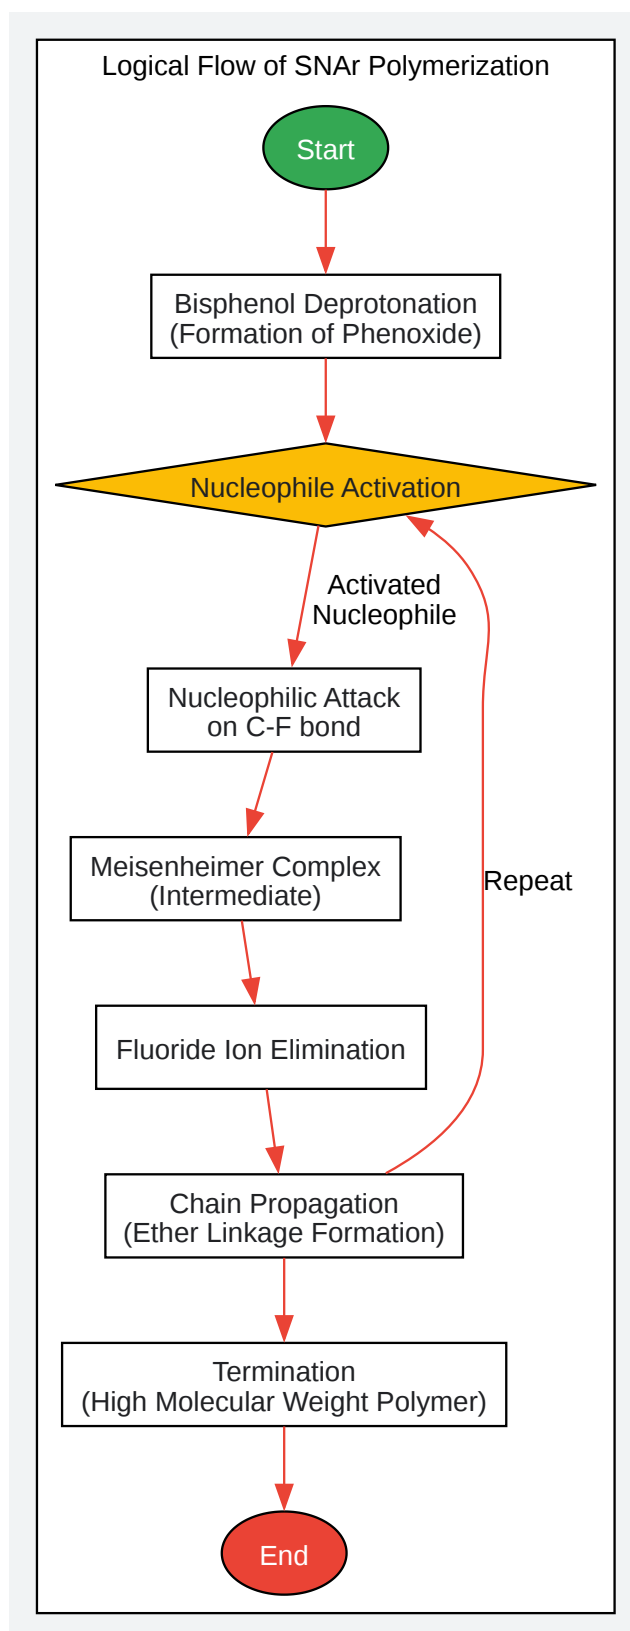 Logical Flow of SNAr Polymerization
Start
Bisphenol Deprotonation
(Formation of Phenoxide)
Nucleophile Activation
Activated
Nucleophile
Nucleophilic Attack
on C-F bond
Meisenheimer Complex
(Intermediate)
Repeat
Fluoride Ion Elimination
Chain Propagation
(Ether Linkage Formation)
Termination
(High Molecular Weight Polymer)
End